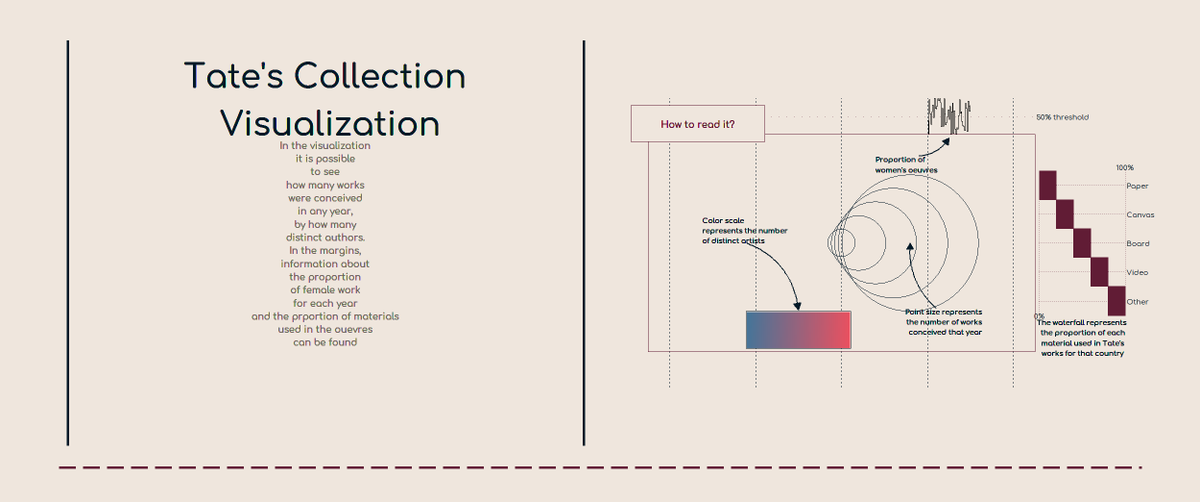 Tate's Collection
Visualization
In the visualization
it is possible
to see
how many works
were conceived
in any year,
by how many
distinct authors.
In the margins,
information about
the proportion
of female work
for each year
and the prportion of materials
used in the ouevres
can be found
How to read it?
50% threshold
Proportion of
women's oeuvres
100%
Paper
Canvas
Board
Video
Other
0%
Color scale
represents the number
of distinct artists
Point size represents
the number of works
conceived that year
The waterfall represents
the proportion of each
material used in Tate's
works for that country